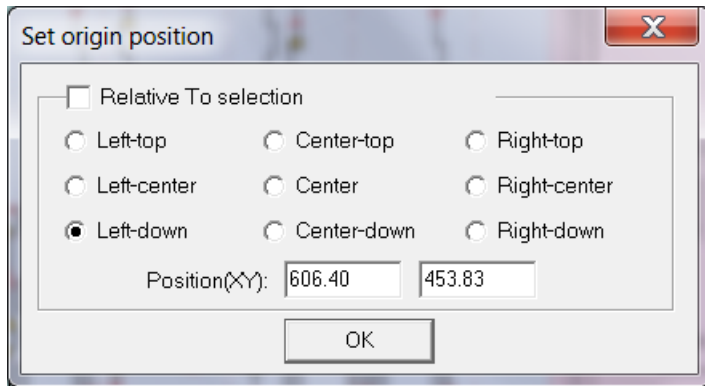 Set origin position
Relative To selection
Left-top Center-top Right-top
Left-center Center Right-center
Left-down Center-down Right-down
Position(XY): 606.40 453.83
OK